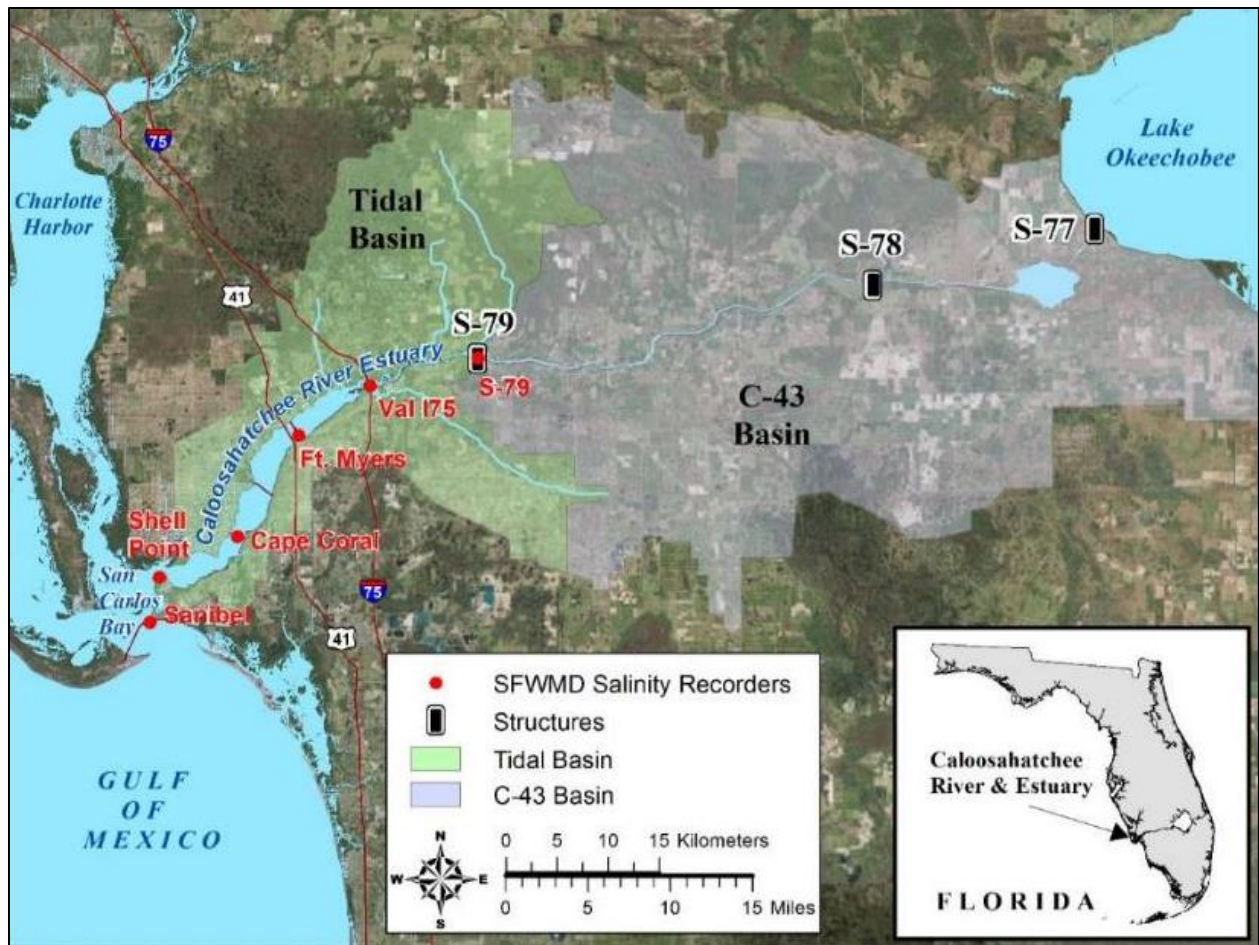 75
Lake
Okeechobee
Charlotte
Harbor
Tidal
Basin
S-77
S-78
41
S-79
S-79
Caloosahatchee River Estuary
Val I75
C-43
Basin
Ft. Myers
Shell
Point
Cape Coral
San
Carlos
Bay
Sanibel
75
41
GULF
OF
MEXICO
SFWMD Salinity Recorders
Structures
Tidal Basin
C-43 Basin
N
W
E
S
0 5 10 15 Kilometers
0 5 10 15 Miles
Caloosahatchee
River & Estuary
FLORIDA